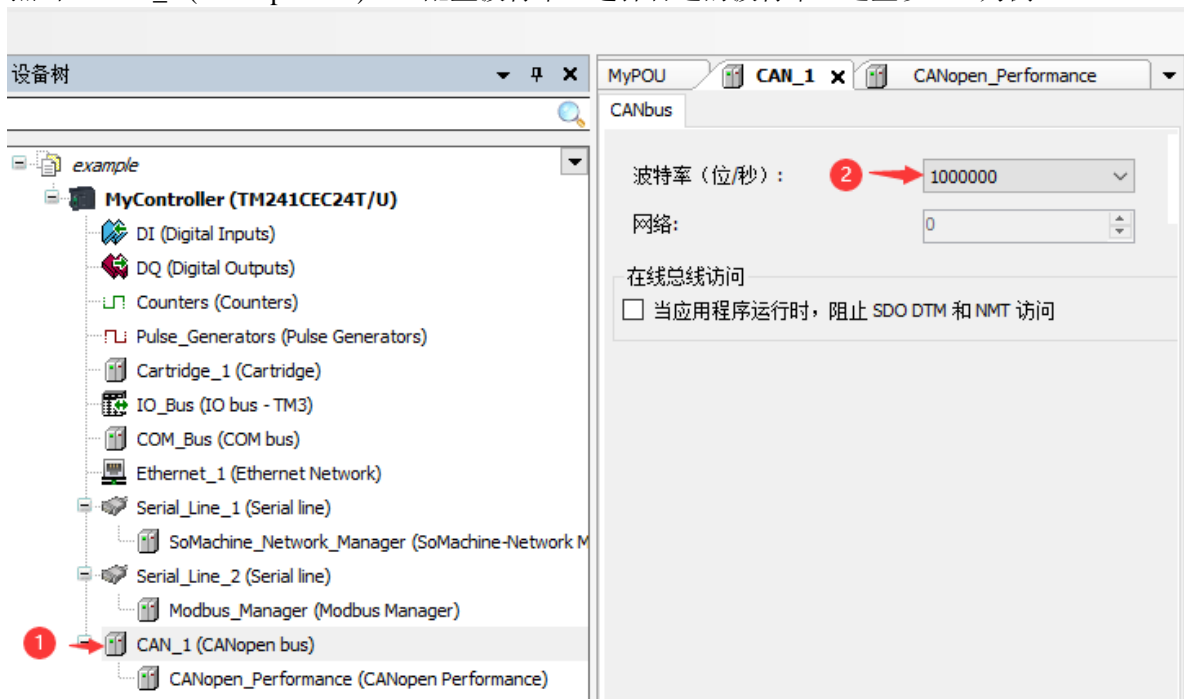 设备树
MyPOU
CAN_1
CANopen_Performance
CANbus
example
MyController (TM241CEC24T/U)
DI (Digital Inputs)
DQ (Digital Outputs)
Counters (Counters)
Pulse_Generators (Pulse Generators)
Cartridge_1 (Cartridge)
IO_Bus (IO bus - TM3)
COM_Bus (COM bus)
Ethernet_1 (Ethernet Network)
Serial_Line_1 (Serial line)
SoMachine_Network_Manager (SoMachine-Network M
Serial_Line_2 (Serial line)
Modbus_Manager (Modbus Manager)
1
CAN_1 (CANopen bus)
CANopen_Performance (CANopen Performance)
波特率（位/秒）:
2
1000000
网络:
0
在线总线访问
当应用程序运行时，阻止 SDO DTM 和 NMT 访问